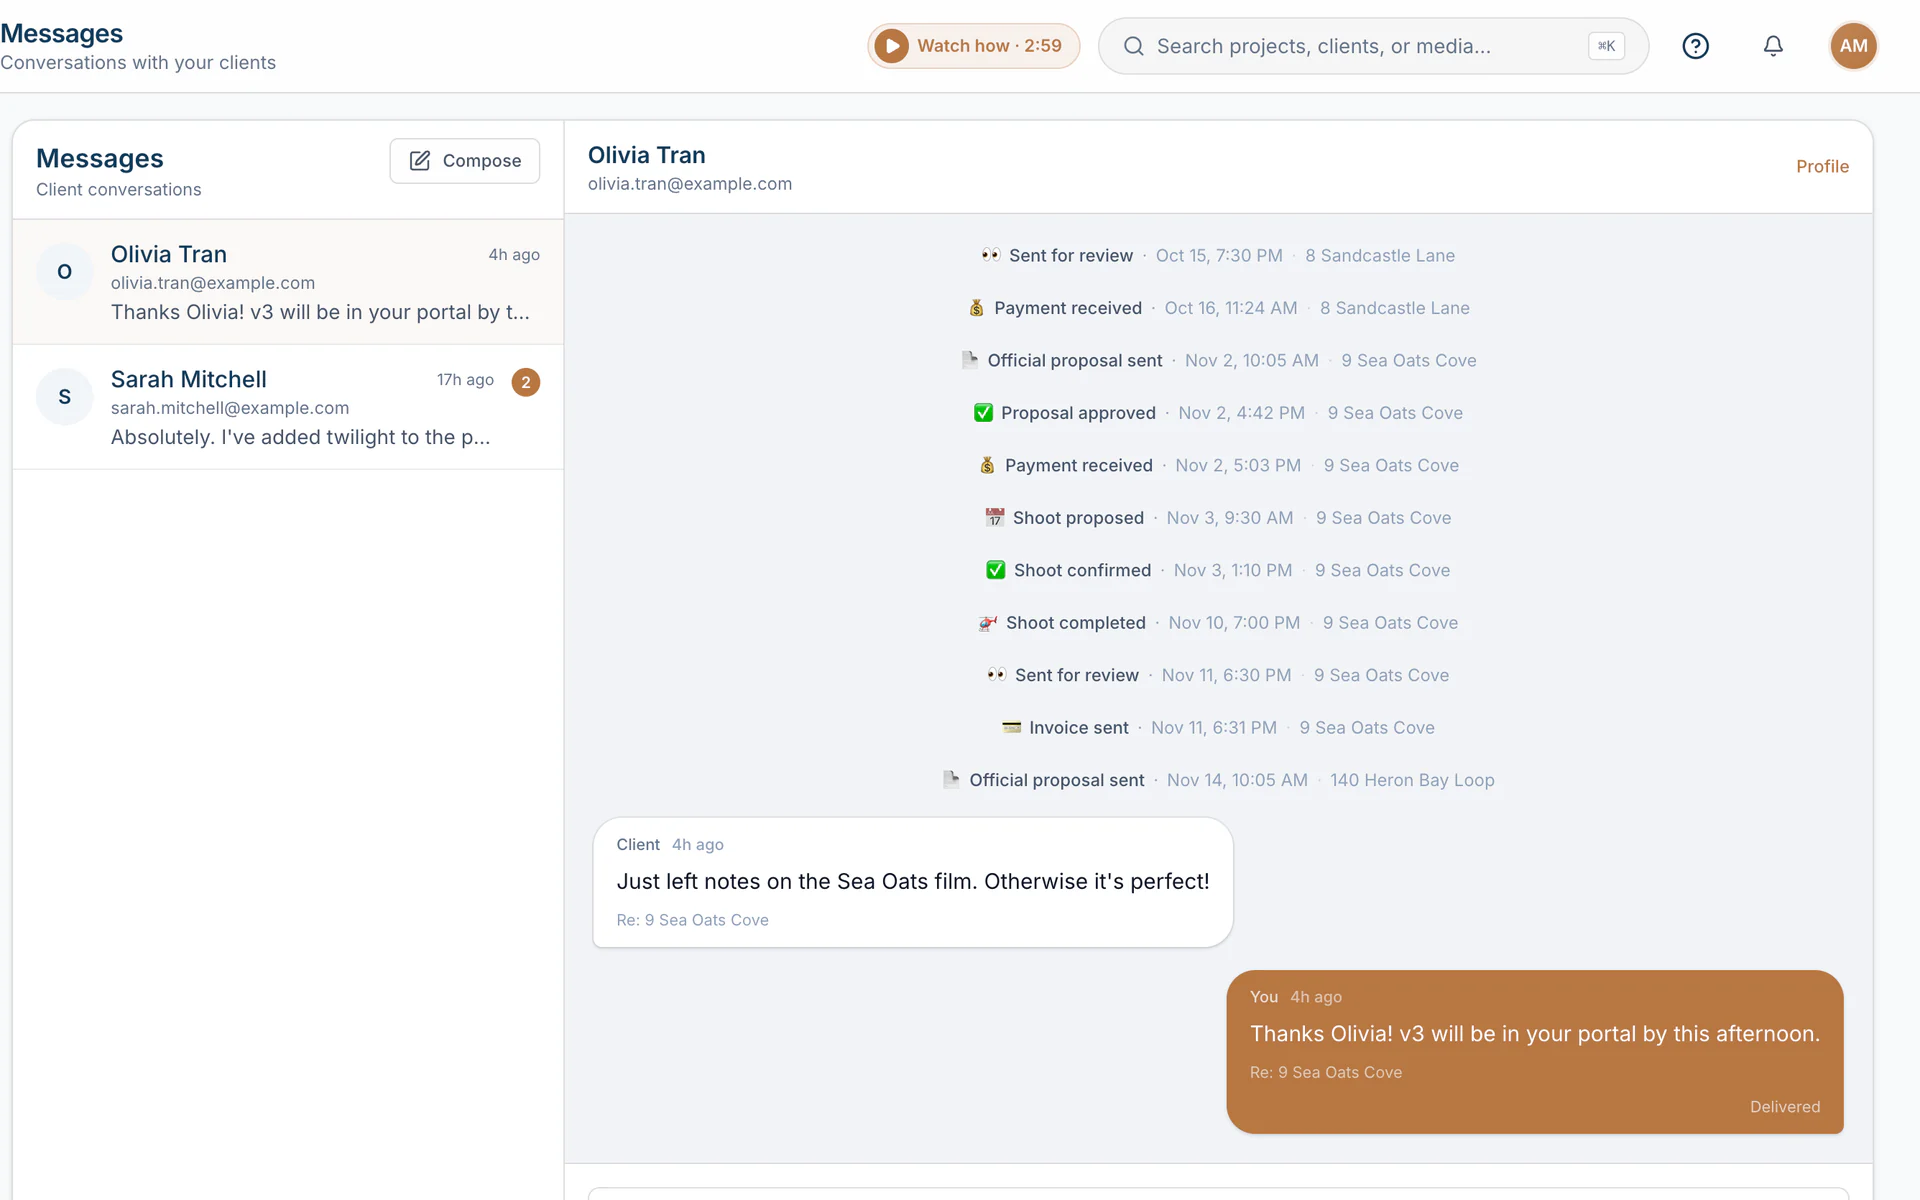 Messages
Conversations with your clients
Watch how · 2:59
Search projects, clients, or media...
⌘K
AM
Messages
Client conversations
Compose
O
Olivia Tran
4h ago
olivia.tran@example.com
Thanks Olivia! v3 will be in your portal by t...
S
Sarah Mitchell
17h ago
2
sarah.mitchell@example.com
Absolutely. I've added twilight to the p...
Olivia Tran
olivia.tran@example.com
Profile
👀 Sent for review · Oct 15, 7:30 PM · 8 Sandcastle Lane
💰 Payment received · Oct 16, 11:24 AM · 8 Sandcastle Lane
📄 Official proposal sent · Nov 2, 10:05 AM · 9 Sea Oats Cove
✅ Proposal approved · Nov 2, 4:42 PM · 9 Sea Oats Cove
💰 Payment received · Nov 2, 5:03 PM · 9 Sea Oats Cove
📅 Shoot proposed · Nov 3, 9:30 AM · 9 Sea Oats Cove
✅ Shoot confirmed · Nov 3, 1:10 PM · 9 Sea Oats Cove
🚁 Shoot completed · Nov 10, 7:00 PM · 9 Sea Oats Cove
👀 Sent for review · Nov 11, 6:30 PM · 9 Sea Oats Cove
💳 Invoice sent · Nov 11, 6:31 PM · 9 Sea Oats Cove
📄 Official proposal sent · Nov 14, 10:05 AM · 140 Heron Bay Loop
Client 4h ago
Just left notes on the Sea Oats film. Otherwise it's perfect!
Re: 9 Sea Oats Cove
You 4h ago
Thanks Olivia! v3 will be in your portal by this afternoon.
Re: 9 Sea Oats Cove
Delivered